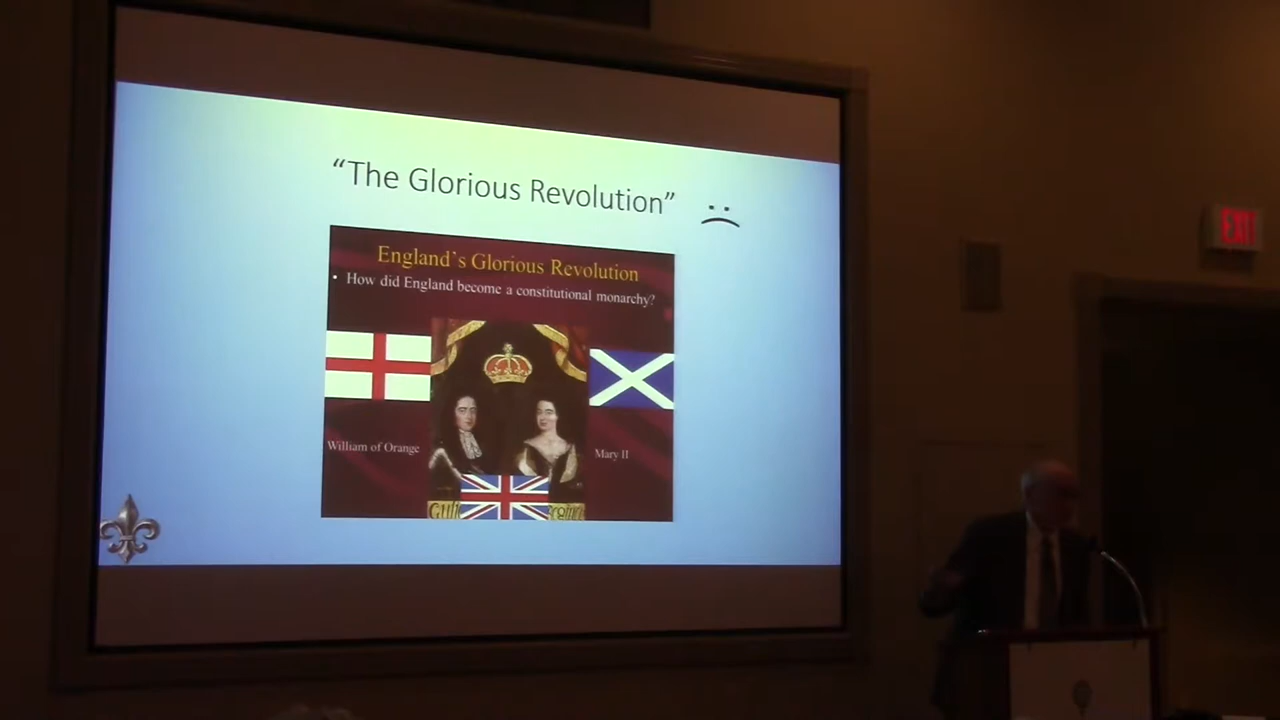 “The Glorious Revolution”
England's Glorious Revolution
• How did England become a constitutional monarchy?
William of Orange
Mary II
EXIT